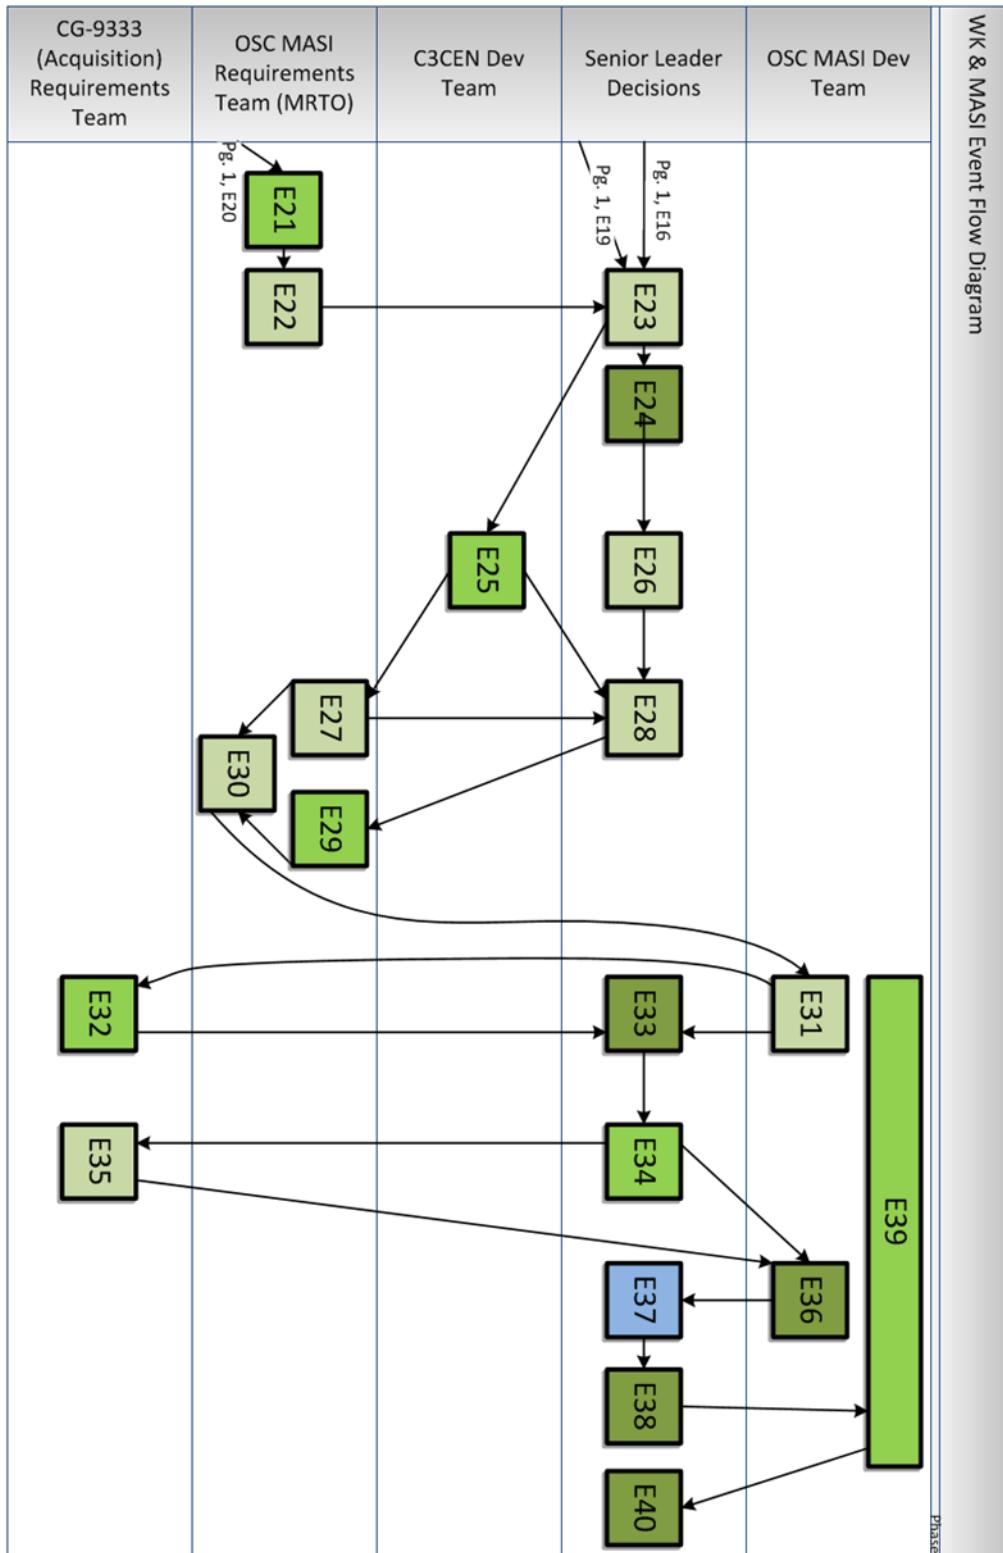 WK & MASI Event Flow Diagram
CG-9333
(Acquisition)
Requirements
Team
OSC MASI
Requirements
Team (MRTO)
C3CEN Dev
Team
Senior Leader
Decisions
OSC MASI Dev
Team
Pg. 1, E20
Pg. 1, E19
Pg. 1, E16
E21
E22
E23
E24
E25
E26
E27
E28
E30
E29
E32
E33
E31
E39
E35
E34
E37
E36
E38
E40
Phase